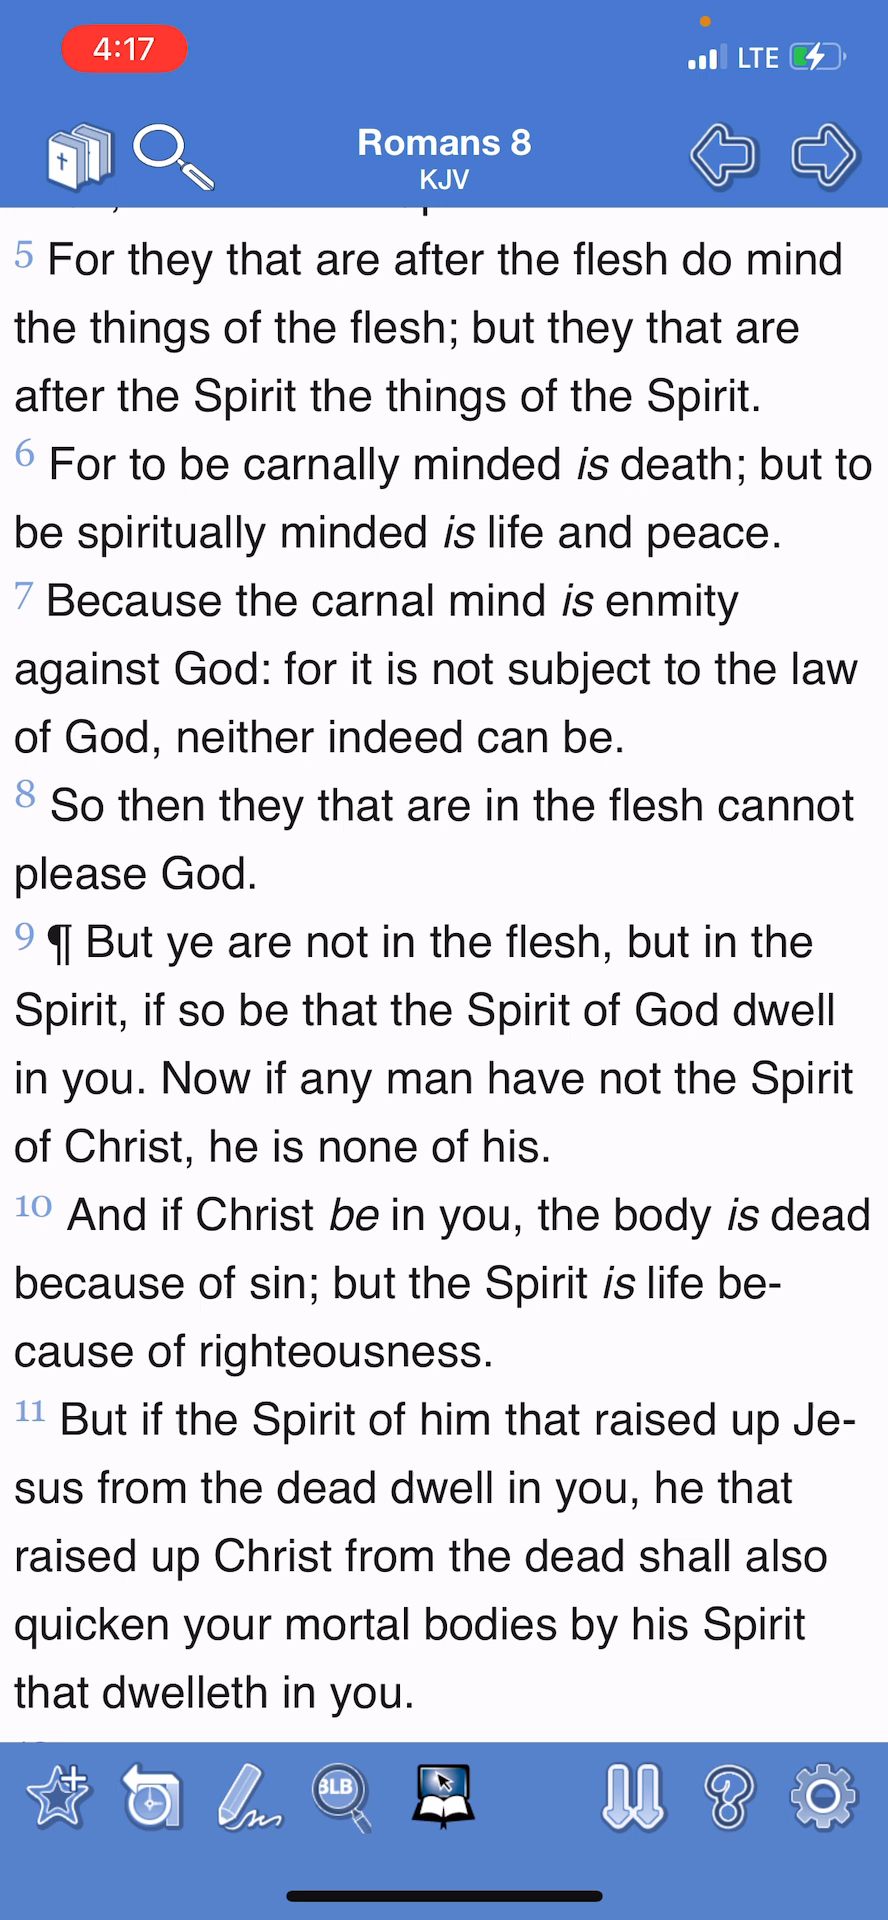 4:17
LTE
Romans 8
KJV
5 For they that are after the flesh do mind
the things of the flesh; but they that are
after the Spirit the things of the Spirit.
6 For to be carnally minded is death; but to
be spiritually minded is life and peace.
7 Because the carnal mind is enmity
against God: for it is not subject to the law
of God, neither indeed can be.
8 So then they that are in the flesh cannot
please God.
9 ¶ But ye are not in the flesh, but in the
Spirit, if so be that the Spirit of God dwell
in you. Now if any man have not the Spirit
of Christ, he is none of his.
10 And if Christ be in you, the body is dead
because of sin; but the Spirit is life be-
cause of righteousness.
11 But if the Spirit of him that raised up Je-
sus from the dead dwell in you, he that
raised up Christ from the dead shall also
quicken your mortal bodies by his Spirit
that dwelleth in you.
BLB